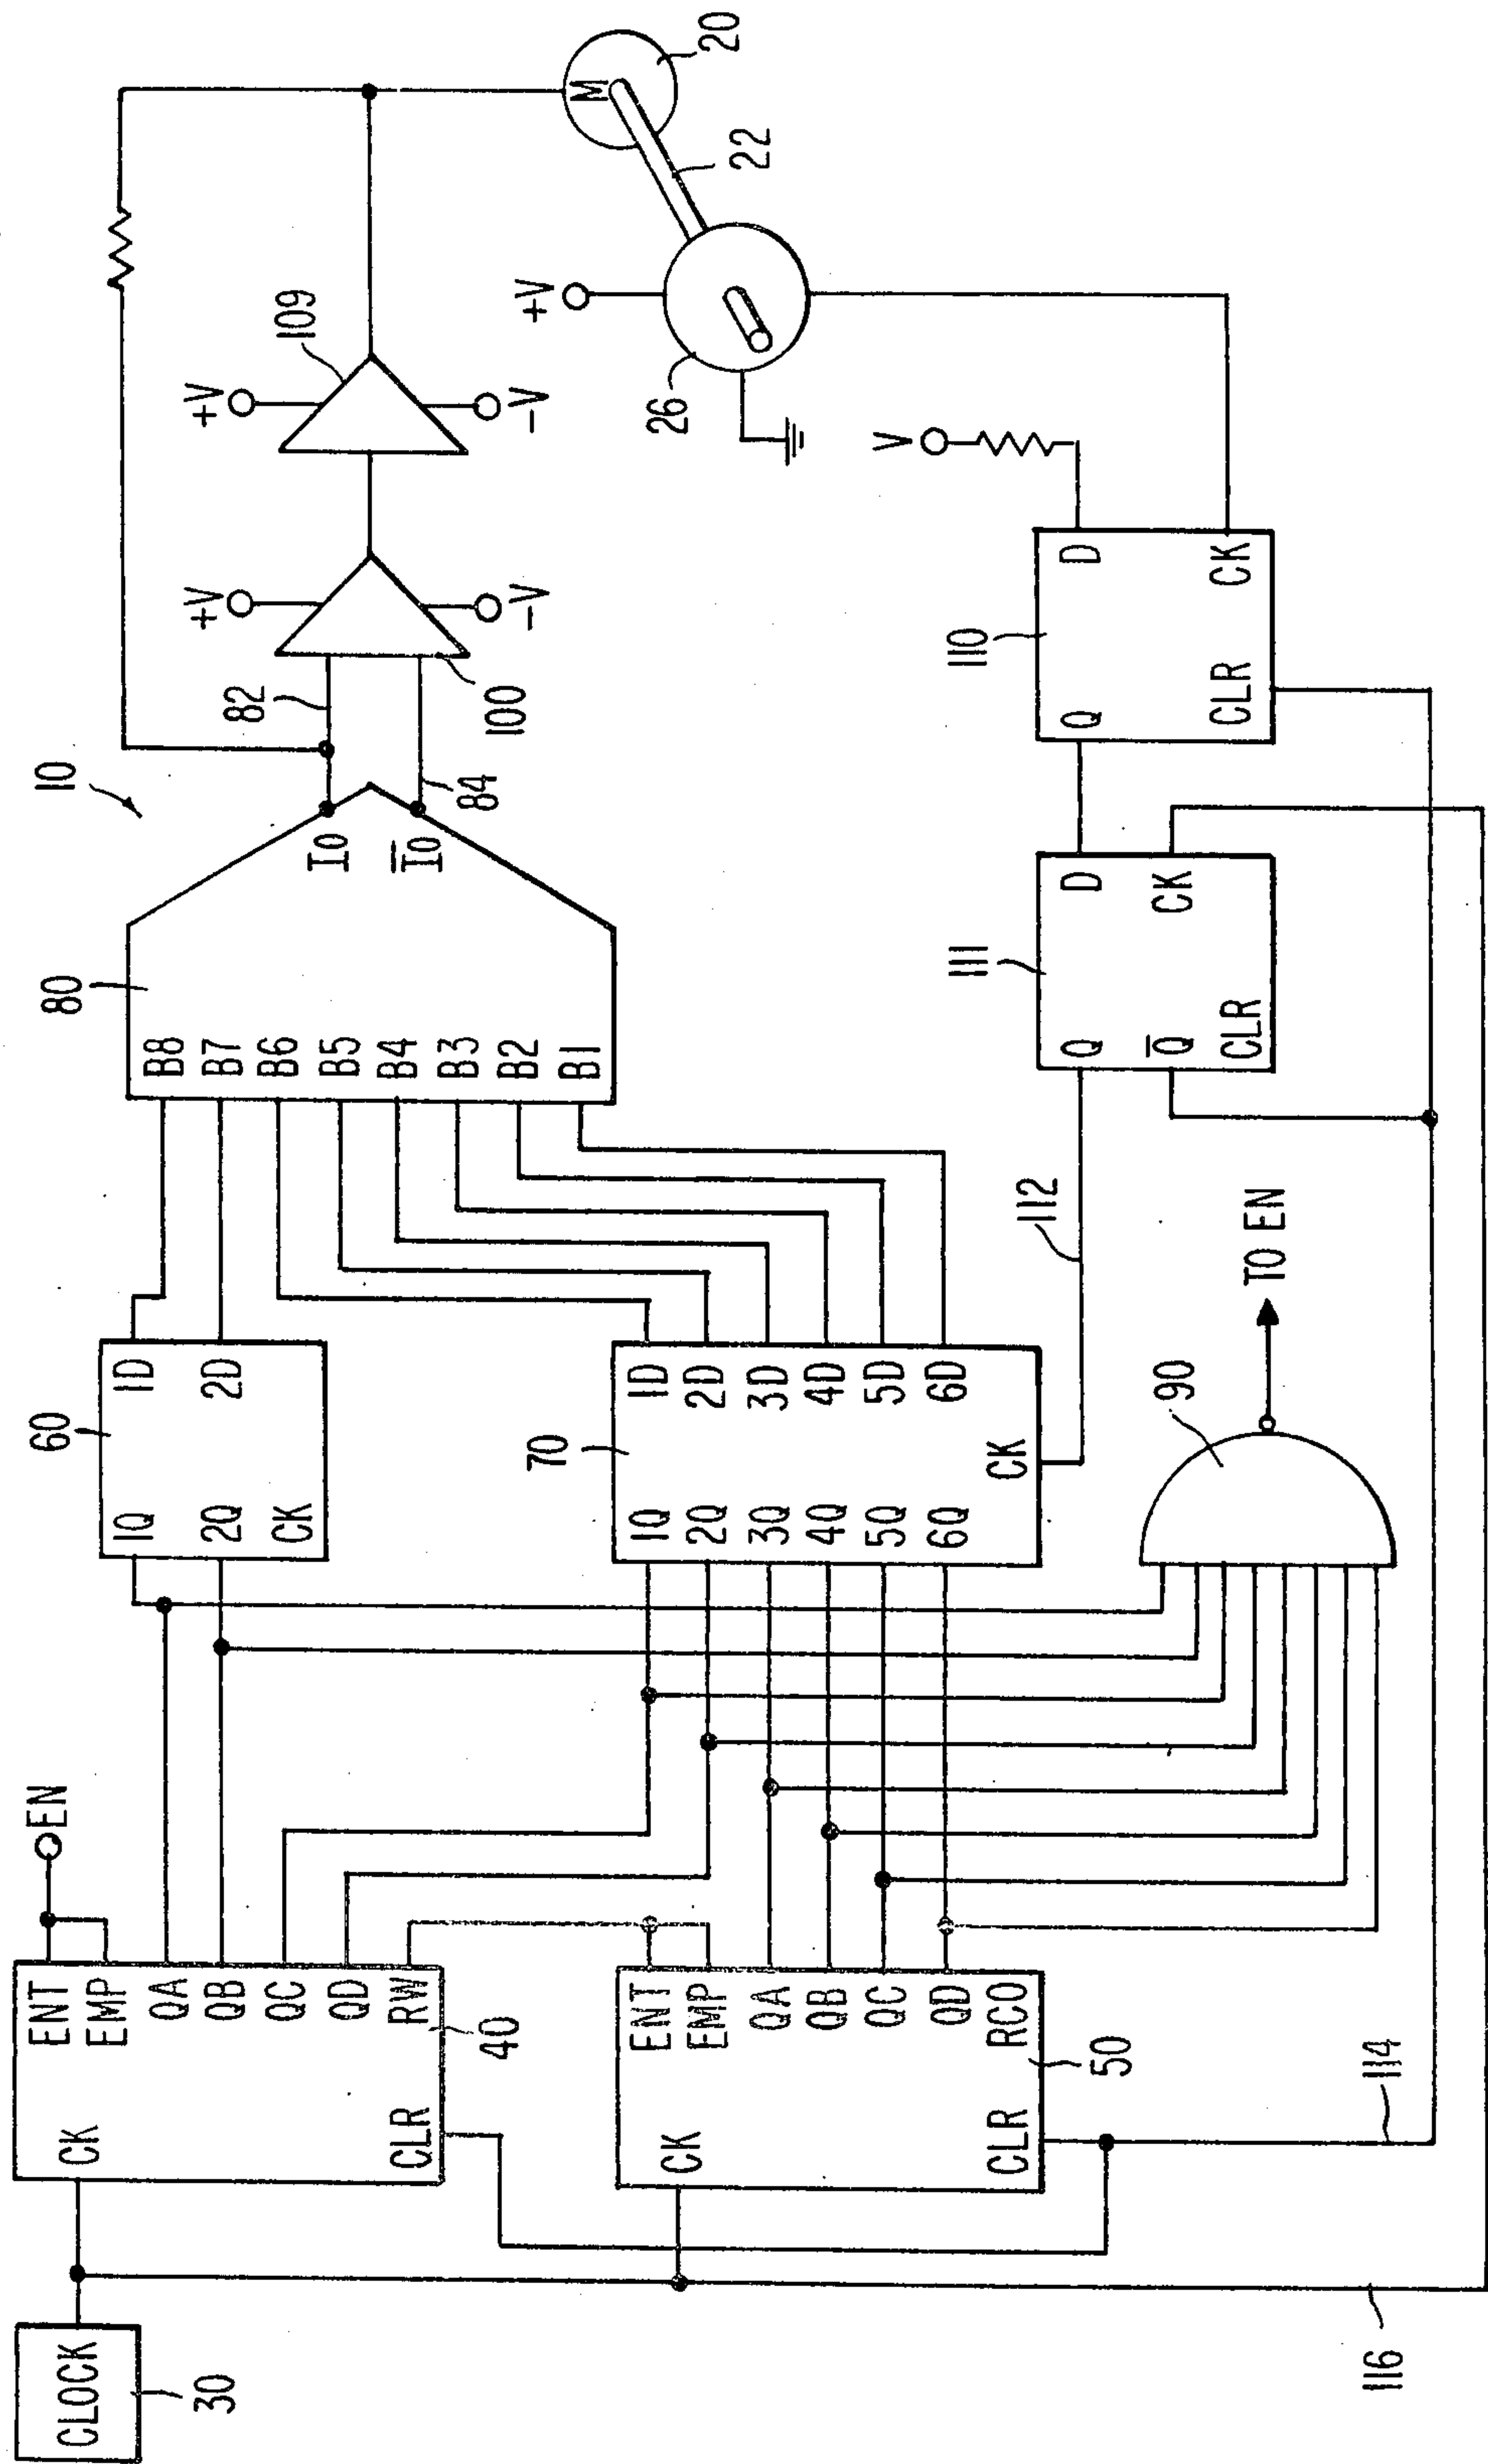 CLOCK
30
CK
ENT
EMP
QA
QB
QC
QD
RW
CLR
40
EN
CK
ENT
EMP
QA
QB
QC
QD
RCO
CLR
50
114
116
60
1Q
2Q
CK
1D
2D
70
1Q
2Q
3Q
4Q
5Q
6Q
CK
1D
2D
3D
4D
5D
6D
90
TO EN
112
80
B8
B7
B6
B5
B4
B3
B2
B1
Io
I̅o
10
82
84
100
+V
-V
109
+V
-V
111
Q
Q̅
CLR
D
CK
110
Q
CLR
D
CK
V
26
+V
22
M
20